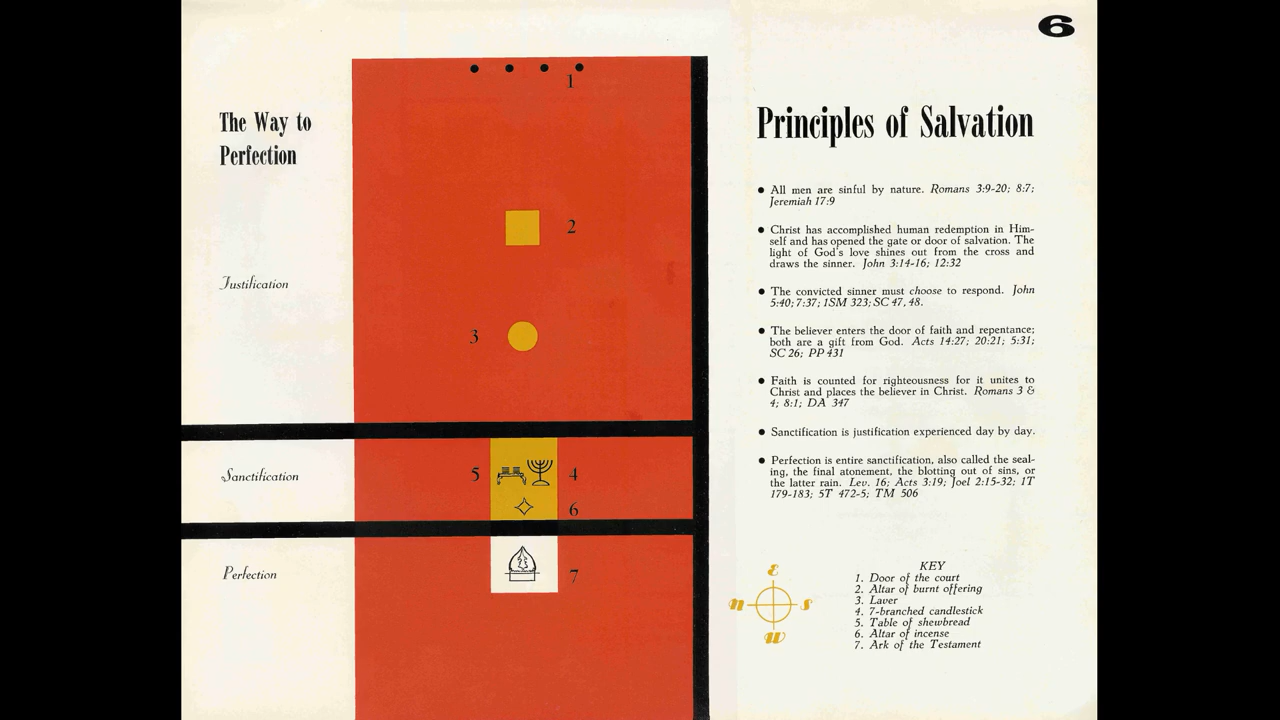 6
The Way to
Perfection
Justification
Sanctification
Perfection
1
2
3
5
4
6
7
Principles of Salvation
● All men are sinful by nature. Romans 3:9-20; 8:7;
Jeremiah 17:9
● Christ has accomplished human redemption in Him-
self and has opened the gate or door of salvation. The
light of God's love shines out from the cross and
draws the sinner. John 3:14-16; 12:32
● The convicted sinner must choose to respond. John
5:40; 7:37; 1SM 323; SC 47, 48.
● The believer enters the door of faith and repentance;
both are a gift from God. Acts 14:27; 20:21; 5:31;
SC 26; PP 431
● Faith is counted for righteousness for it unites to
Christ and places the believer in Christ. Romans 3 &
4; 8:1; DA 347
● Sanctification is justification experienced day by day.
● Perfection is entire sanctification, also called the seal-
ing, the final atonement, the blotting out of sins, or
the latter rain. Lev. 16; Acts 3:19; Joel 2:15-32; 1T
179-183; 5T 472-5; TM 506
E
n s
w
KEY
1. Door of the court
2. Altar of burnt offering
3. Laver
4. 7-branched candlestick
5. Table of shewbread
6. Altar of incense
7. Ark of the Testament